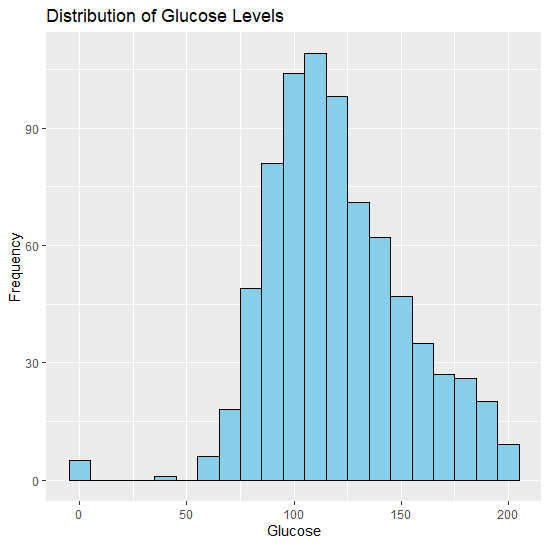 Distribution of Glucose Levels
Frequency
90
60
30
0
0 50 100 150 200
Glucose